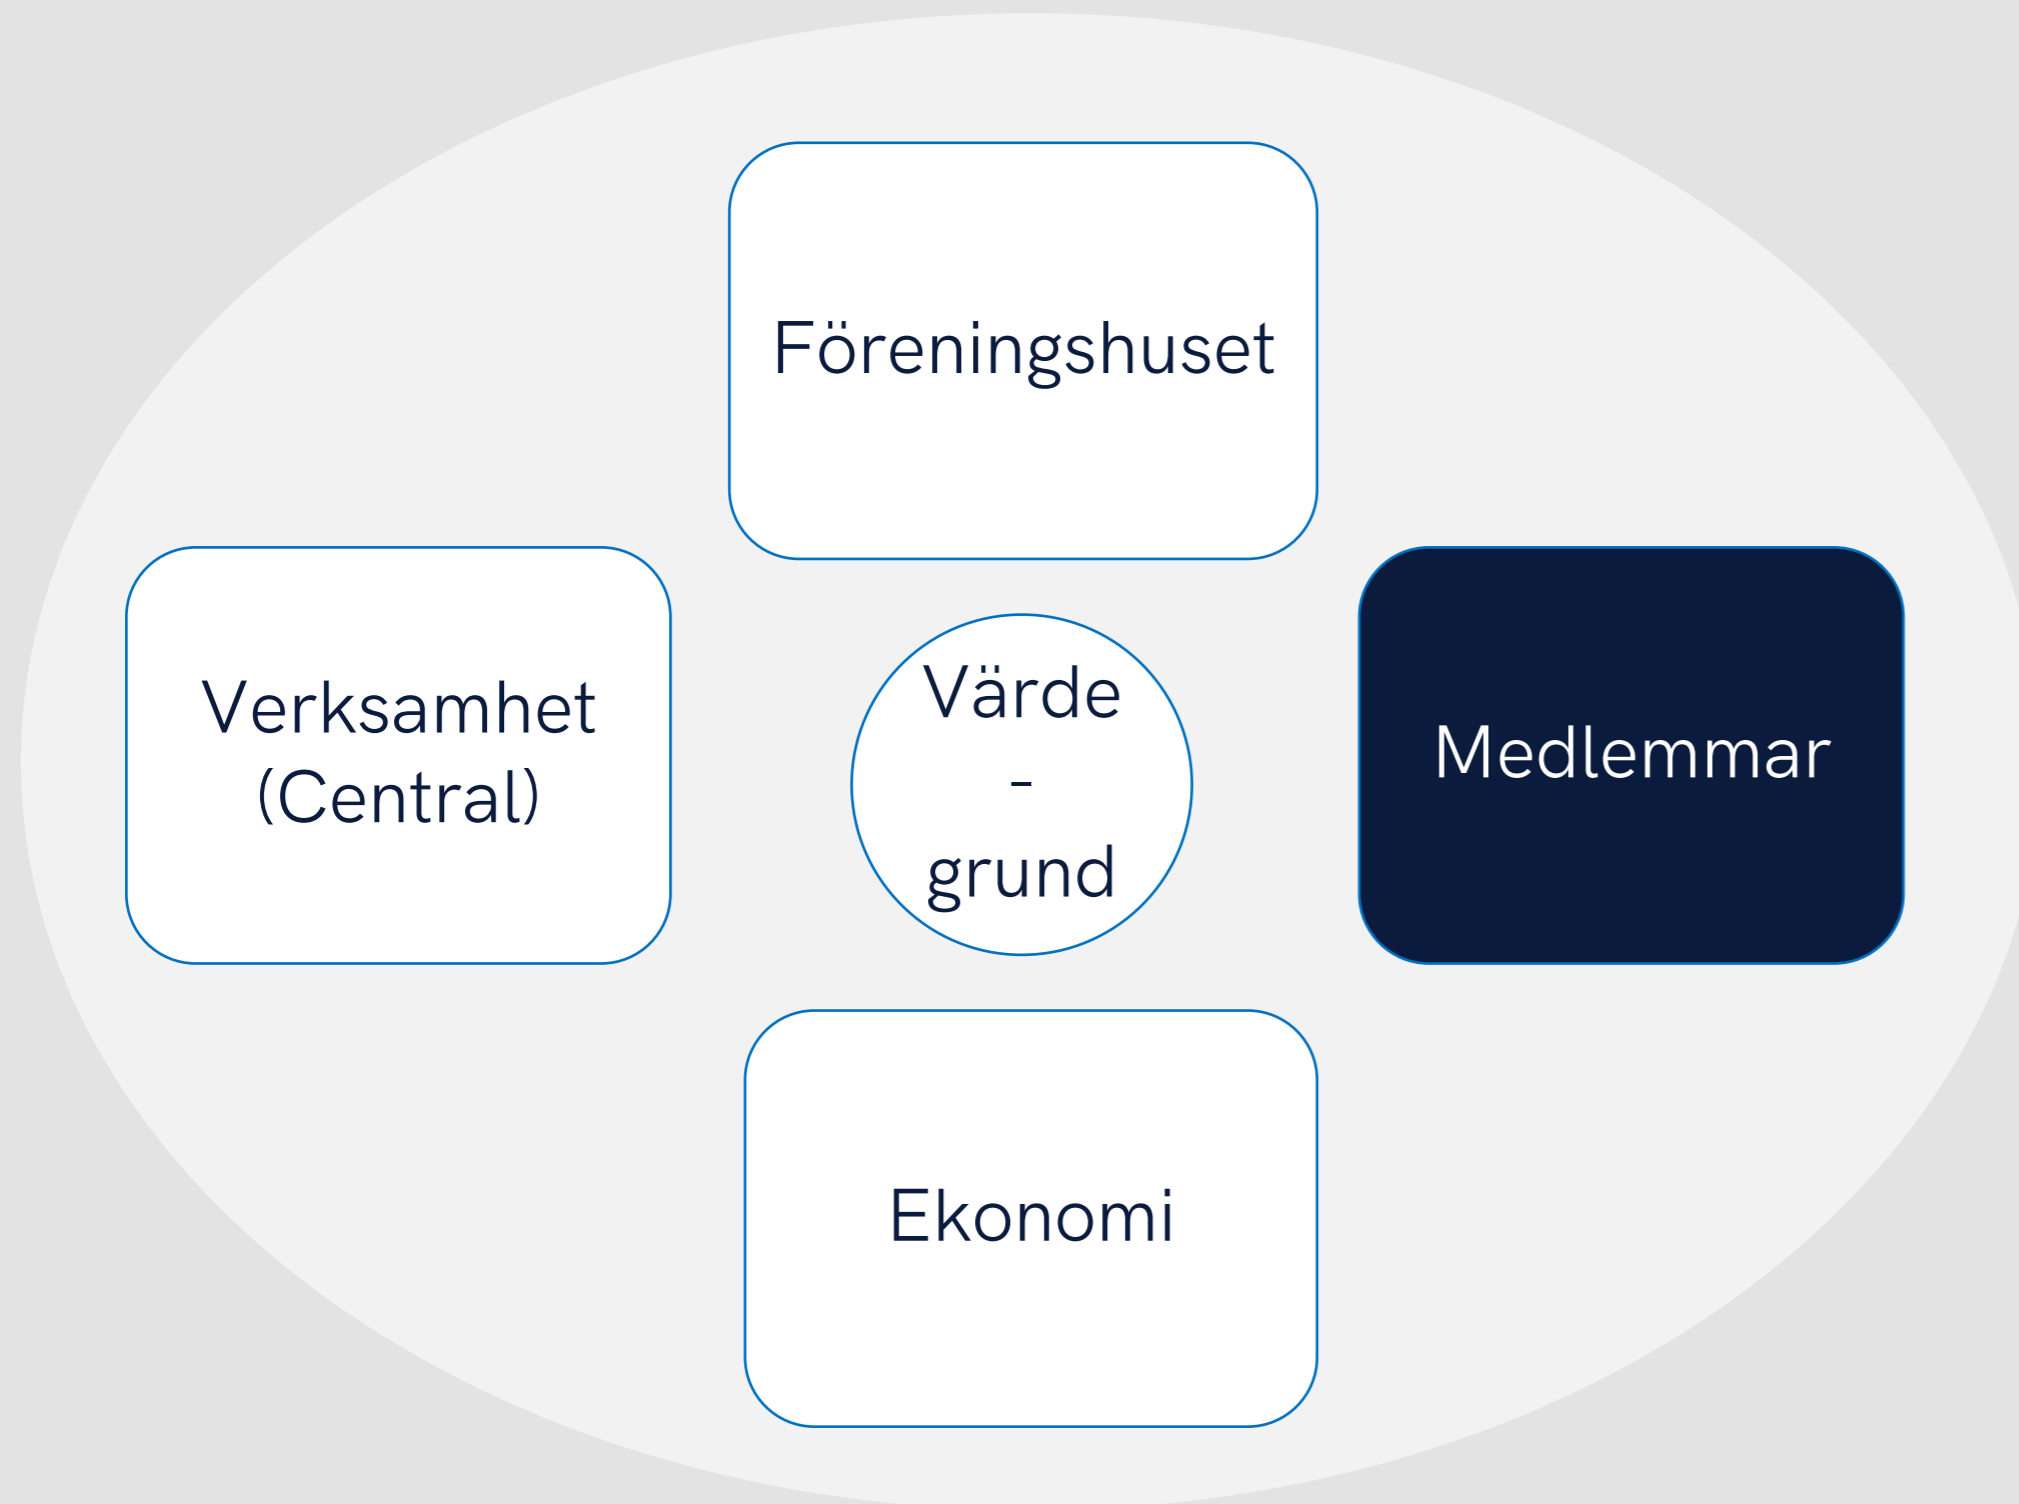 Föreningshuset
Verksamhet
(Central)
Värde
-
grund
Medlemmar
Ekonomi